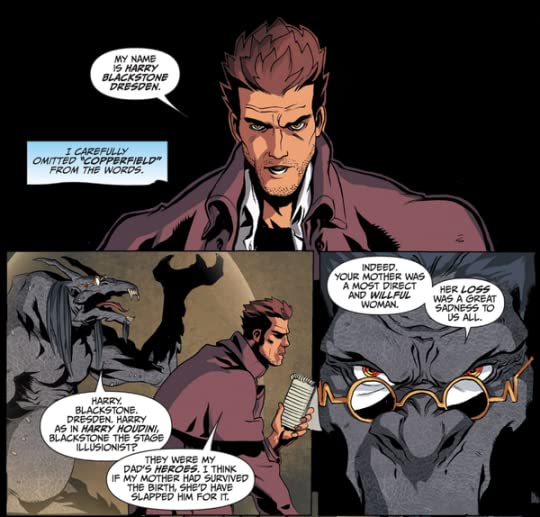 MY NAME
IS HARRY
BLACKSTONE
DRESDEN.
I CAREFULLY
OMITTED "COPPERFIELD"
FROM THE WORDS.
HARRY,
BLACKSTONE,
DRESDEN. HARRY
AS IN HARRY HOUDINI,
BLACKSTONE THE STAGE
ILLUSIONIST?
THEY WERE MY
DAD'S HEROES. I THINK
IF MY MOTHER HAD SURVIVED
THE BIRTH, SHE'D HAVE
SLAPPED HIM FOR IT.
INDEED.
YOUR MOTHER WAS
A MOST DIRECT
AND WILLFUL
WOMAN.
HER LOSS
WAS A GREAT
SADNESS TO
US ALL.